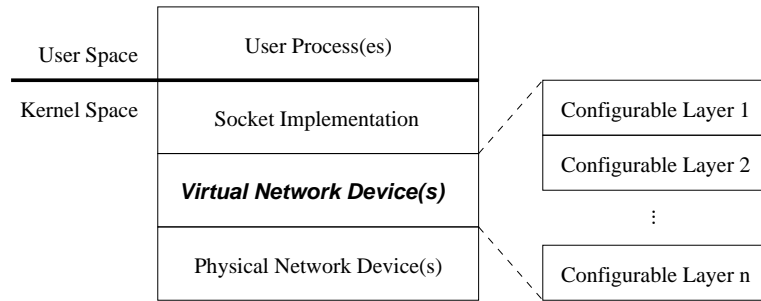 User Space
User Process(es)
Kernel Space
Socket Implementation
Virtual Network Device(s)
Physical Network Device(s)
Configurable Layer 1
Configurable Layer 2
...
Configurable Layer n